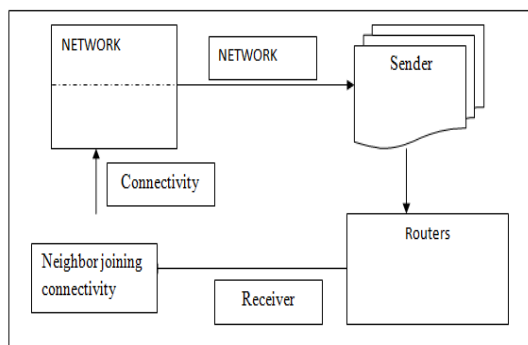 NETWORK
NETWORK
Sender
Connectivity
Routers
Neighbor joining
connectivity
Receiver